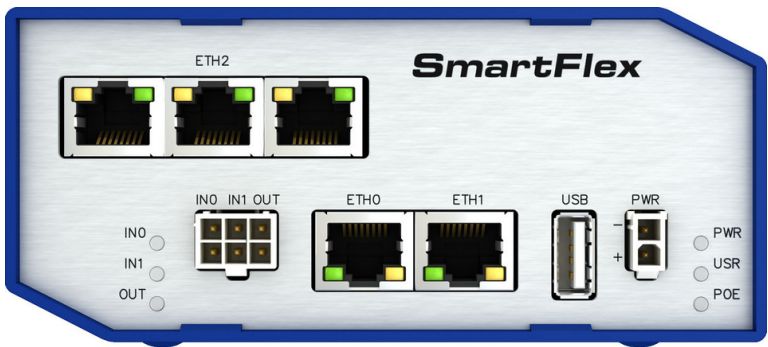 ETH2
SmartFlex
IN0 IN1 OUT
ETH0
ETH1
USB
PWR
−
+
IN0
IN1
OUT
PWR
USR
POE